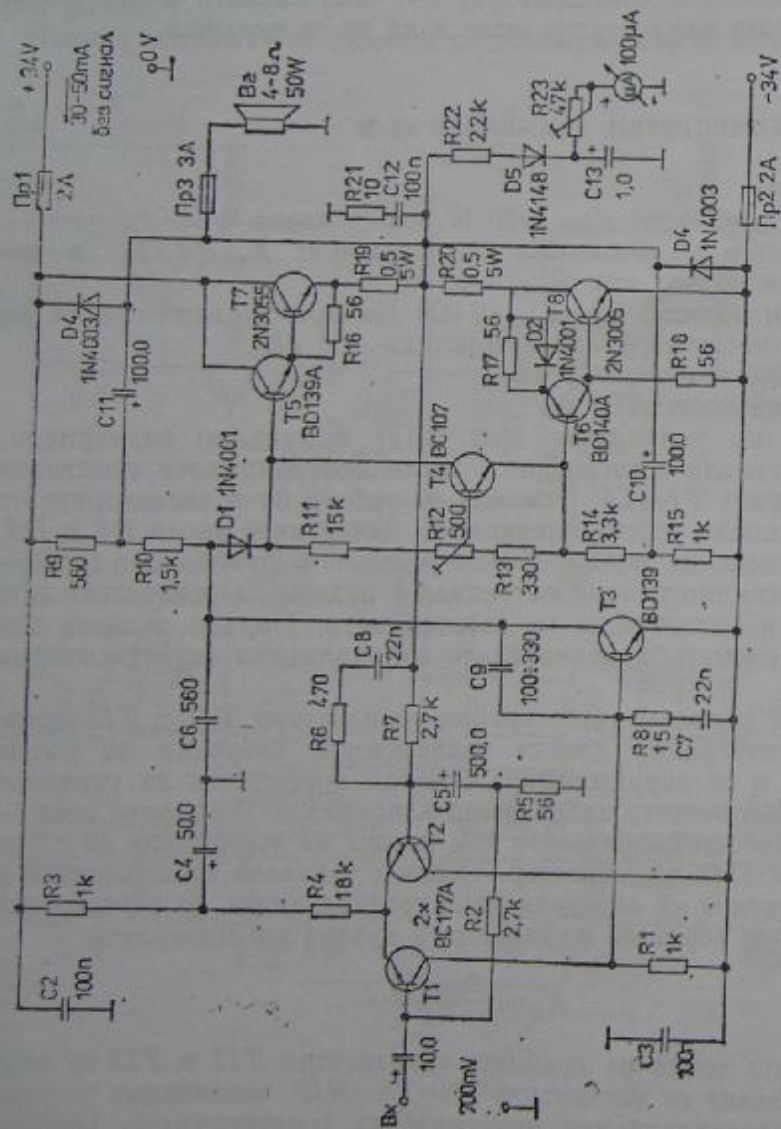 +34V
Пр1
2A
30-50mA
без сигнал
0V
Вг
4-8Ω
50W
Пр3 3A
R21
10
C12
100n
R22
2,2k
D5
1N4148
R23
47k
μA
100μA
C13
1,0
Пр2 2A
-34V
D4
1N4003
C11
100,0
T7
2N3055
R16
56
R19
0,5
5W
R20
0,5
5W
T5
BD139A
R17
56
D2
1N4001
T8
T6
BD140A
R18
56
D4
1N4003
C10
100,0
R9
560
R10
1,5k
D1 1N4001
R11
15k
T4 BC107
R12
500
R13
330
R14
3,3k
R15
1k
C6 560
C8
22n
R6 470
R7
2,7k
C9
100÷330
T3
BD139
R8
15
C7
22n
C4 50,0
C5
500,0
R5
56
R3
1k
R4
18k
T2
2x
BC177A
T1
R2
2,7k
R1
1k
C2
100n
C3
100n
Вх
10,0
700mV